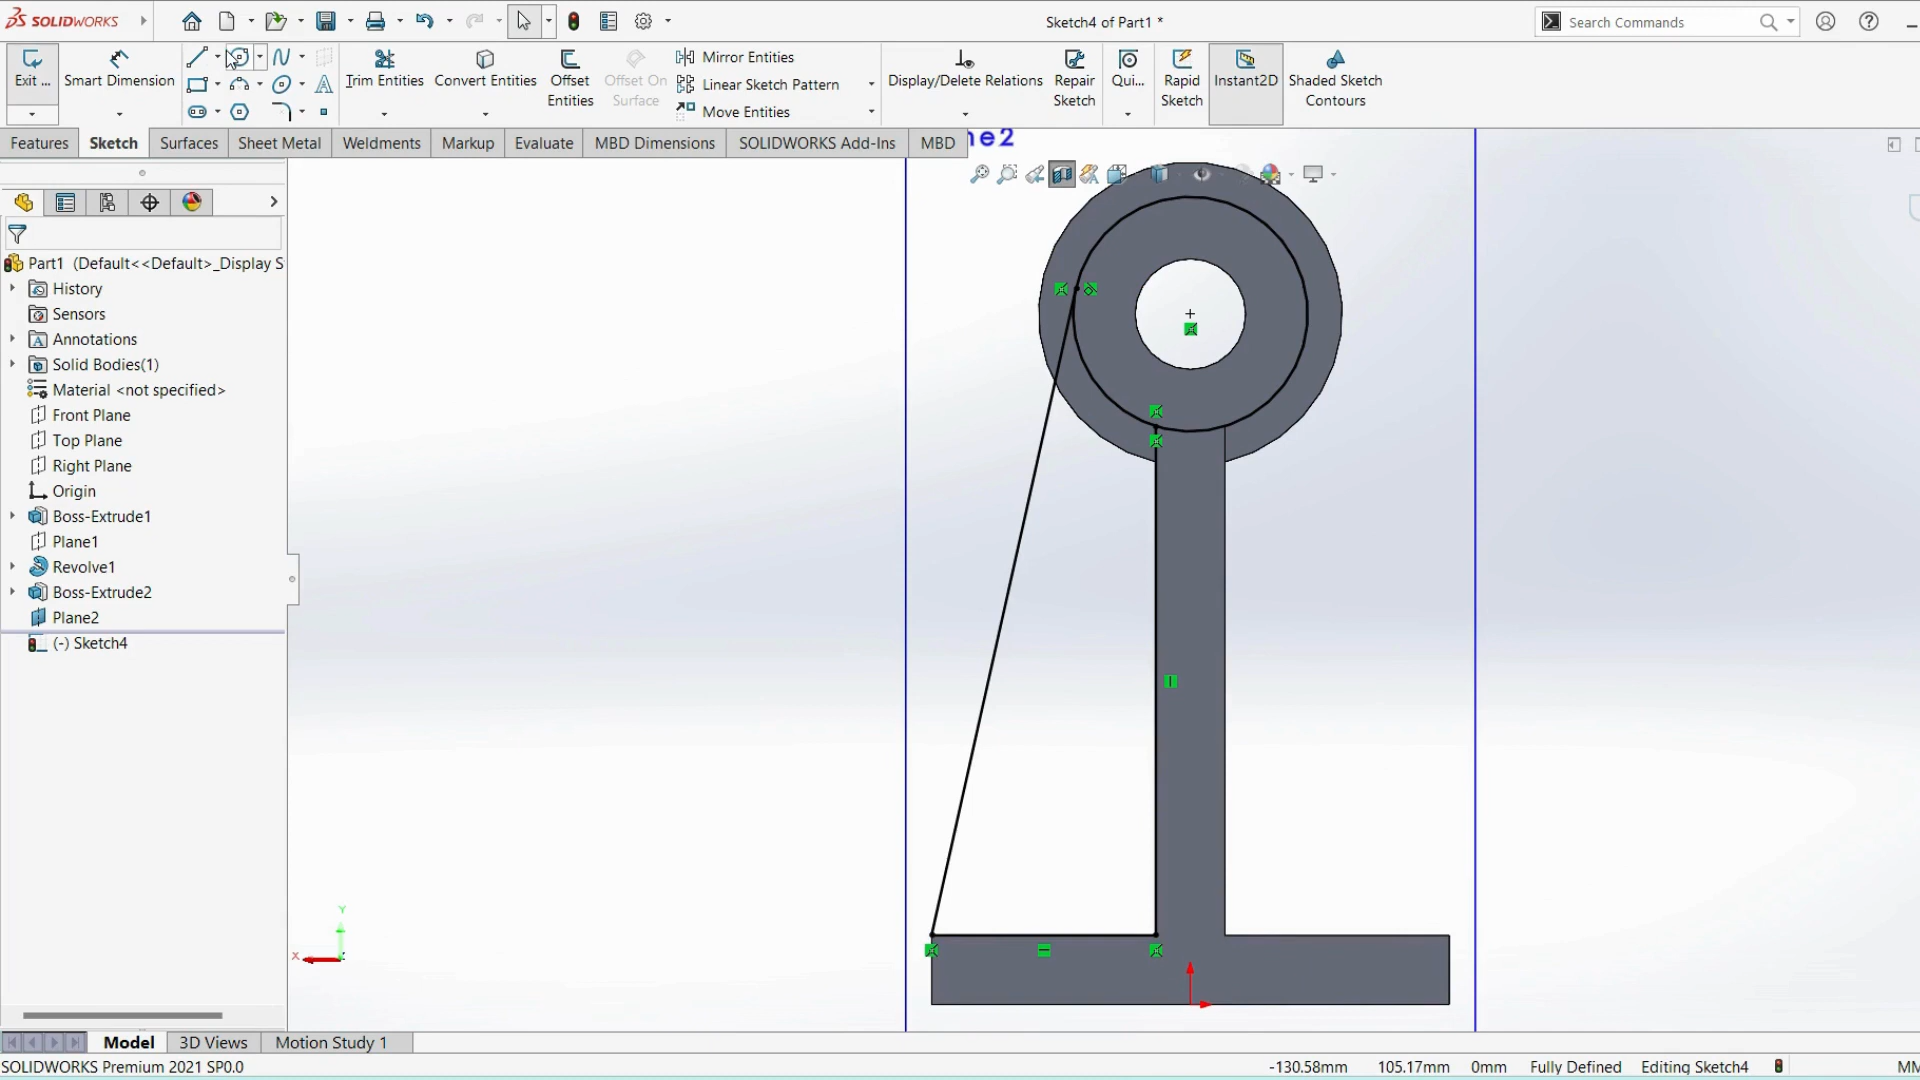 SOLIDWORKS
Sketch4 of Part1 *
Search Commands
Exit ...
Smart Dimension
Trim Entities
Convert Entities
Offset Entities
Offset On Surface
Mirror Entities
Linear Sketch Pattern
Move Entities
Display/Delete Relations
Repair Sketch
Qui...
Rapid Sketch
Instant2D
Shaded Sketch Contours
Features
Sketch
Surfaces
Sheet Metal
Weldments
Markup
Evaluate
MBD Dimensions
SOLIDWORKS Add-Ins
MBD
ne2
Part1 (Default<<Default>_Display S
History
Sensors
Annotations
Solid Bodies(1)
Material <not specified>
Front Plane
Top Plane
Right Plane
Origin
Boss-Extrude1
Plane1
Revolve1
Boss-Extrude2
Plane2
(-) Sketch4
Y
X
Model
3D Views
Motion Study 1
SOLIDWORKS Premium 2021 SP0.0
-130.58mm
105.17mm
0mm
Fully Defined
Editing Sketch4
MM